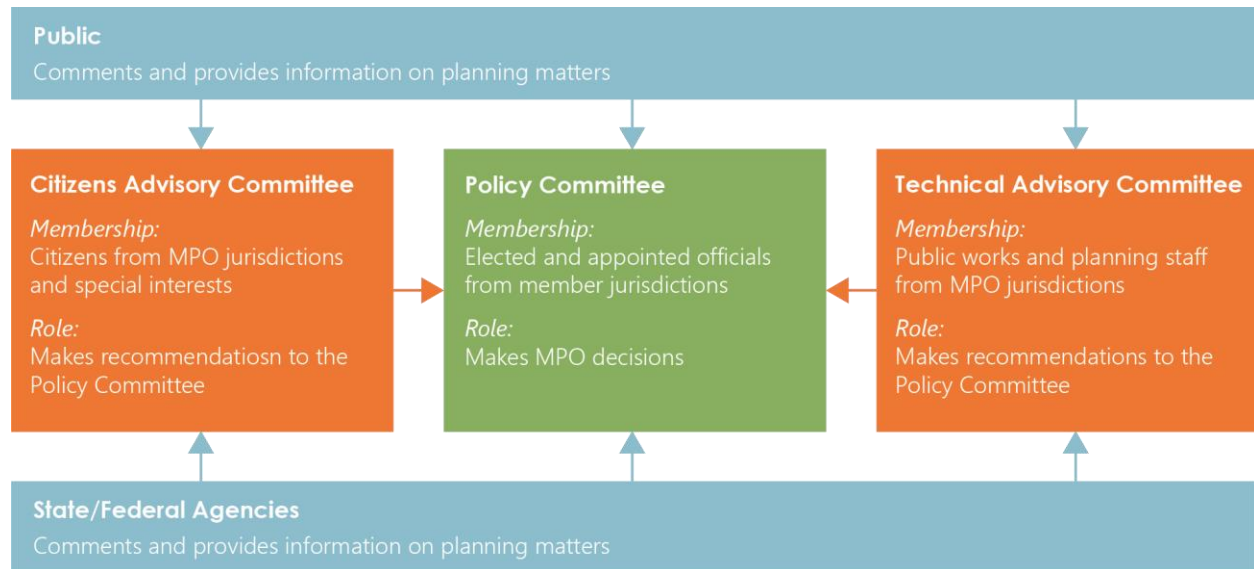 Public
Comments and provides information on planning matters
Citizens Advisory Committee
Membership:
Citizens from MPO jurisdictions
and special interests
Role:
Makes recommendatiosn to the
Policy Committee
Policy Committee
Membership:
Elected and appointed officials
from member jurisdictions
Role:
Makes MPO decisions
Technical Advisory Committee
Membership:
Public works and planning staff
from MPO jurisdictions
Role:
Makes recommendations to the
Policy Committee
State/Federal Agencies
Comments and provides information on planning matters